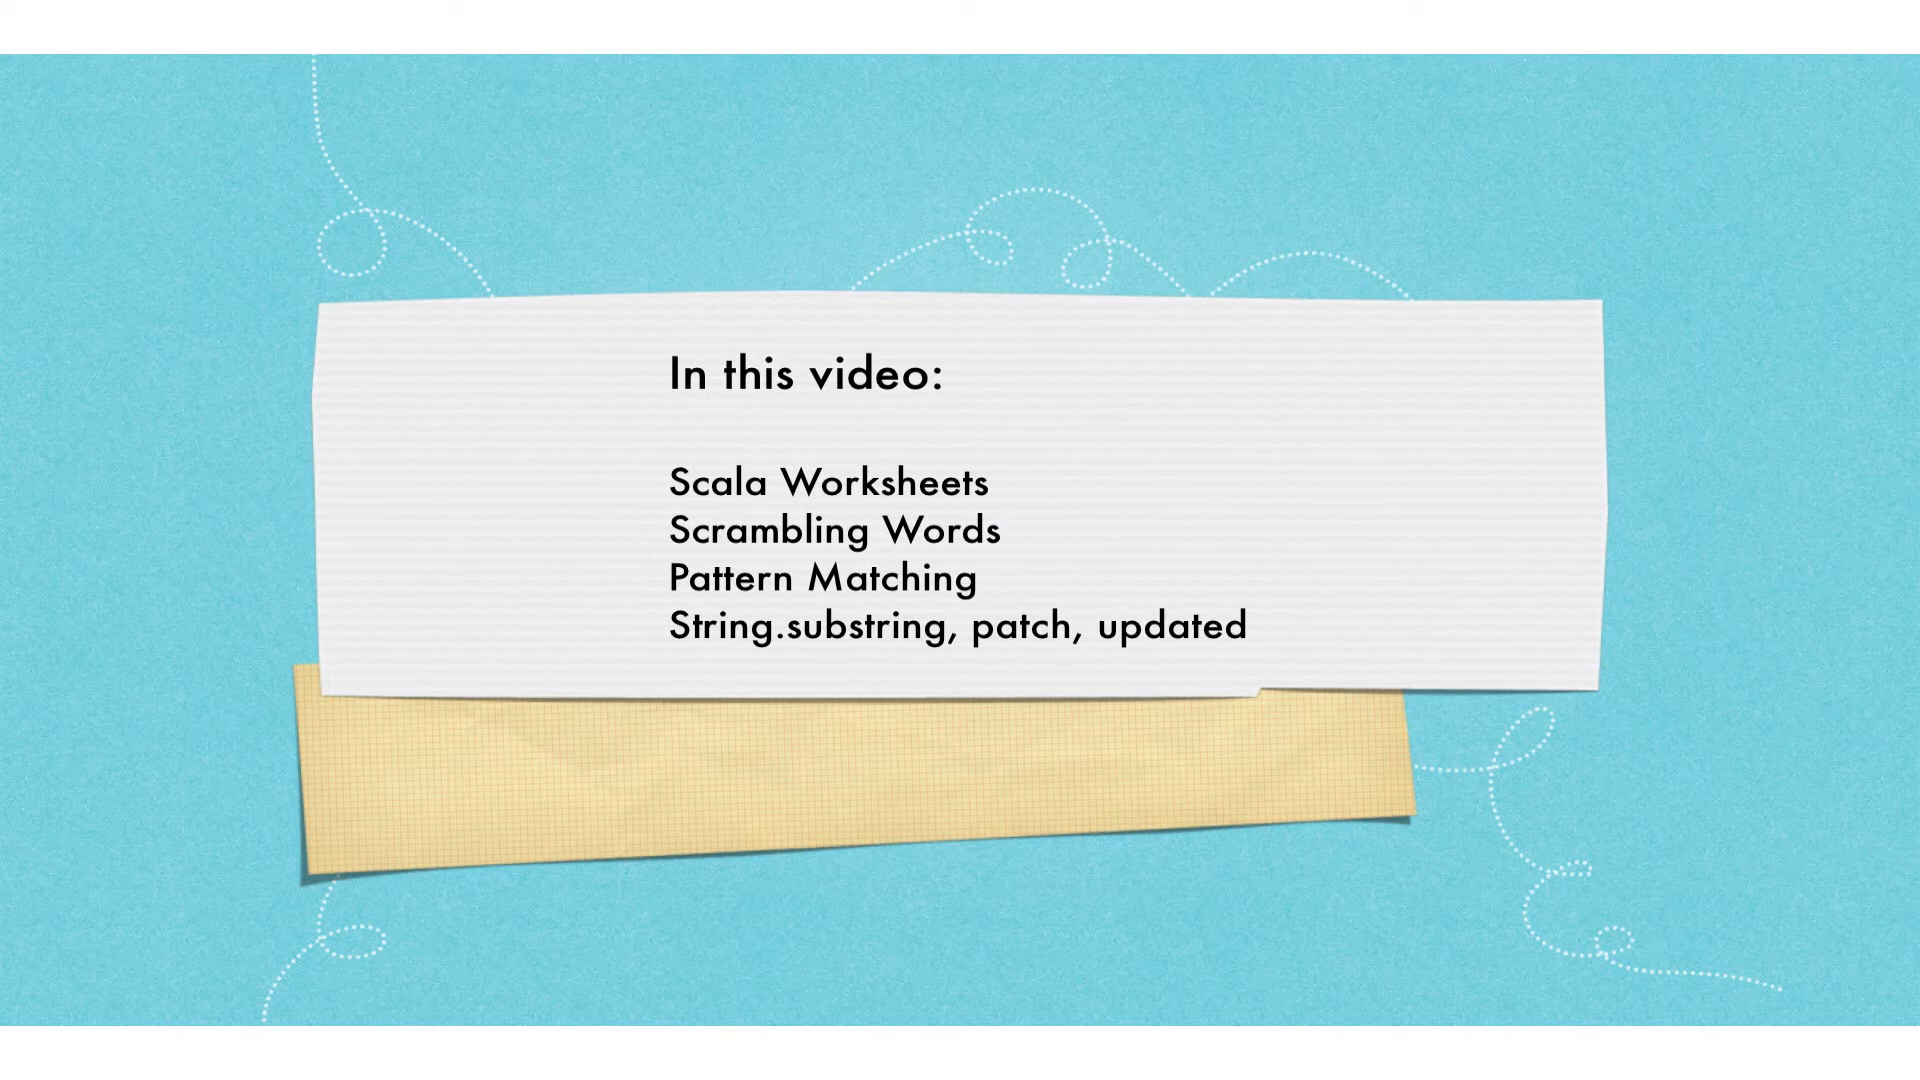 In this video:
Scala Worksheets
Scrambling Words
Pattern Matching
String.substring, patch, updated